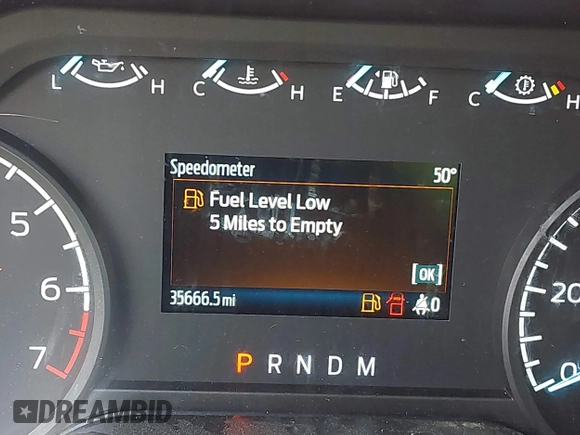 L H C H E F C H
Speedometer 50°
Fuel Level Low
5 Miles to Empty
[OK]
35666.5 mi 0
5
6
7
20
0
P R N D M
DREAMBID